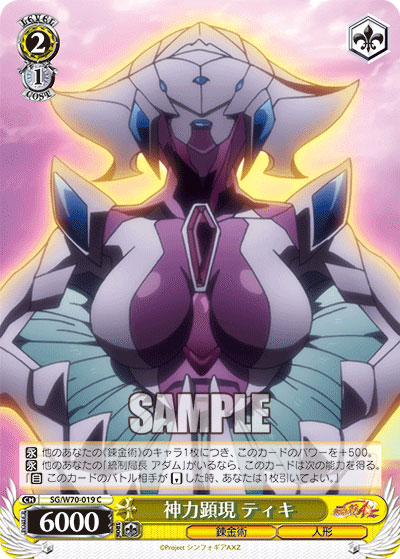 LEVEL
2
1
COST
SAMPLE
永 他のあなたの《錬金術》のキャラ1枚につき、このカードのパワーを+500。
永 他のあなたの「統制局長 アダム」がいるなら、このカードは次の能力を得る。
『自 このカードのバトル相手が した時、あなたは1枚引いてよい。』
CH
SG/W70-019 C
6000
神力顕現 ティキ
錬金術
人形
©Project シンフォギアAXZ